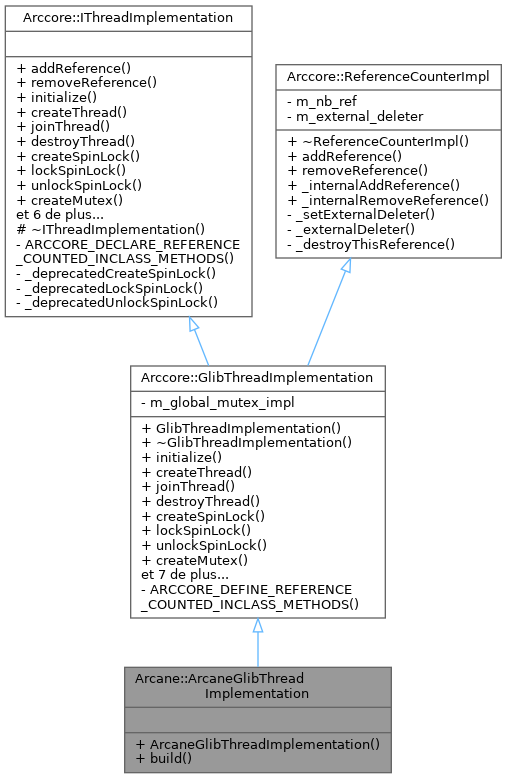 Arccore::IThreadImplementation
+ addReference()
+ removeReference()
+ initialize()
+ createThread()
+ joinThread()
+ destroyThread()
+ createSpinLock()
+ lockSpinLock()
+ unlockSpinLock()
+ createMutex()
et 6 de plus...
# ~IThreadImplementation()
- ARCCORE_DECLARE_REFERENCE
_COUNTED_INCLASS_METHODS()
- _deprecatedCreateSpinLock()
- _deprecatedLockSpinLock()
- _deprecatedUnlockSpinLock()
Arccore::ReferenceCounterImpl
- m_nb_ref
- m_external_deleter
+ ~ReferenceCounterImpl()
+ addReference()
+ removeReference()
+ _internalAddReference()
+ _internalRemoveReference()
- _setExternalDeleter()
- _externalDeleter()
- _destroyThisReference()
Arccore::GlibThreadImplementation
- m_global_mutex_impl
+ GlibThreadImplementation()
+ ~GlibThreadImplementation()
+ initialize()
+ createThread()
+ joinThread()
+ destroyThread()
+ createSpinLock()
+ lockSpinLock()
+ unlockSpinLock()
+ createMutex()
et 7 de plus...
- ARCCORE_DEFINE_REFERENCE
_COUNTED_INCLASS_METHODS()
Arcane::ArcaneGlibThread
Implementation
+ ArcaneGlibThreadImplementation()
+ build()